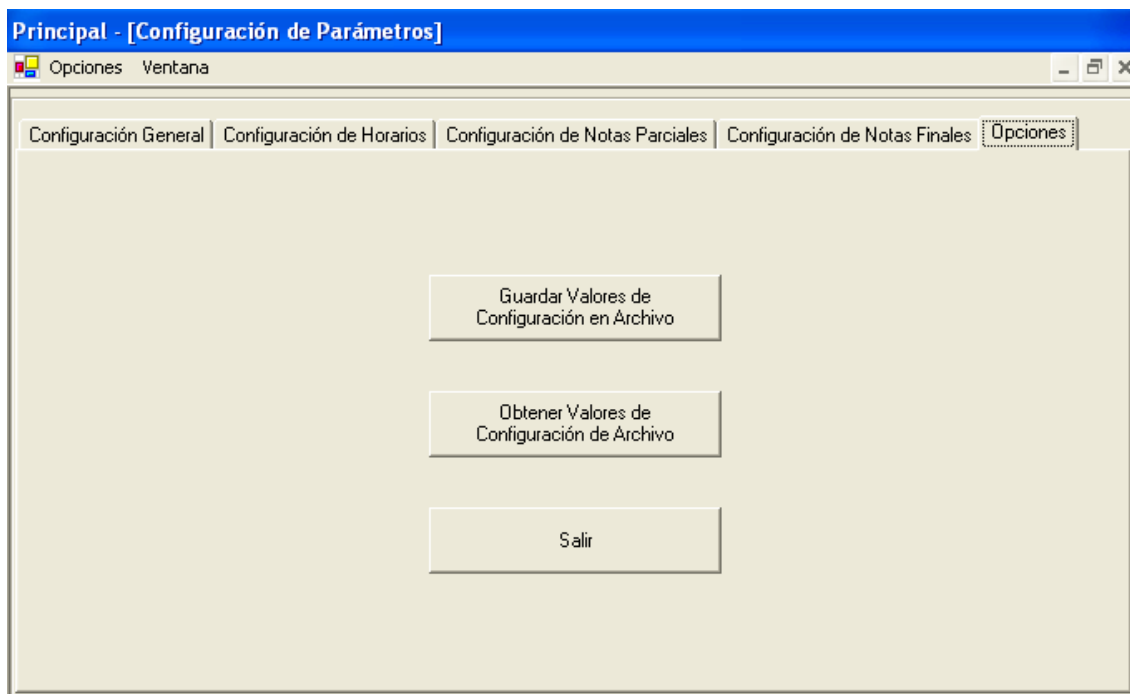 Principal - [Configuración de Parámetros]
Opciones Ventana
Configuración General Configuración de Horarios Configuración de Notas Parciales Configuración de Notas Finales Opciones
Guardar Valores de
Configuración en Archivo
Obtener Valores de
Configuración de Archivo
Salir